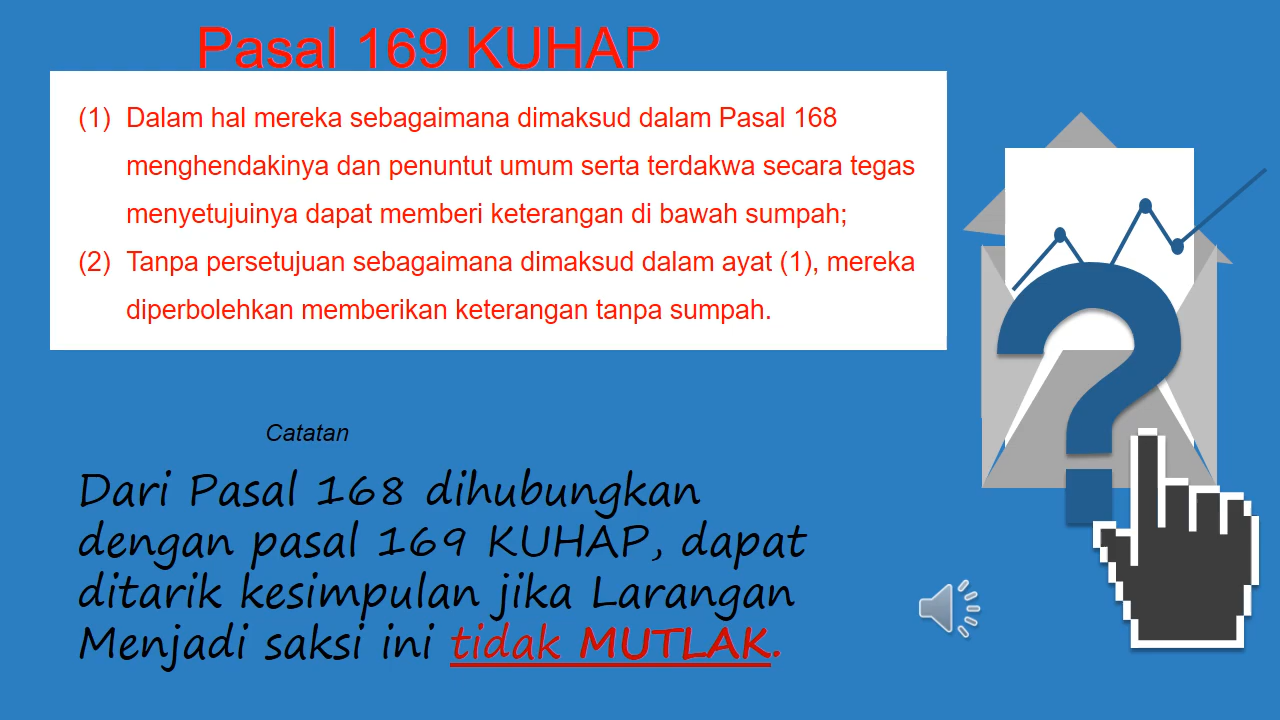 Pasal 169 KUHAP
(1) Dalam hal mereka sebagaimana dimaksud dalam Pasal 168
menghendakinya dan penuntut umum serta terdakwa secara tegas
menyetujuinya dapat memberi keterangan di bawah sumpah;
(2) Tanpa persetujuan sebagaimana dimaksud dalam ayat (1), mereka
diperbolehkan memberikan keterangan tanpa sumpah.
Catatan
Dari Pasal 168 dihubungkan
dengan pasal 169 KUHAP, dapat
ditarik kesimpulan jika Larangan
Menjadi saksi ini tidak MUTLAK.